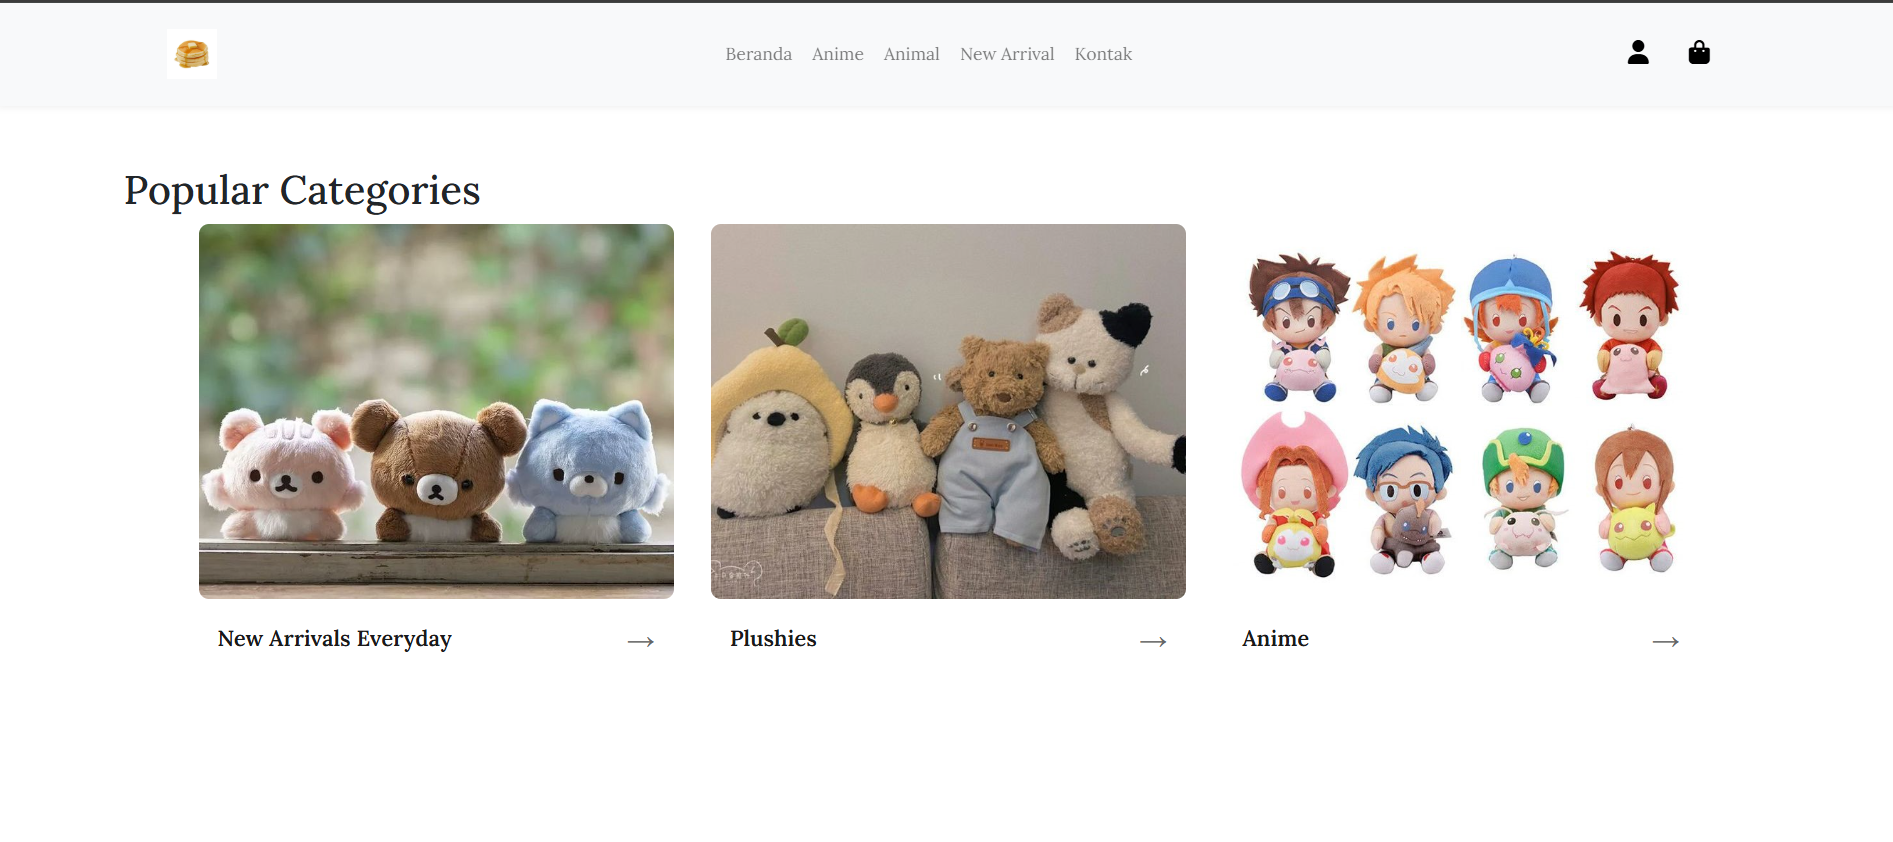 Beranda Anime Animal New Arrival Kontak
Popular Categories
New Arrivals Everyday →
Plushies →
Anime →